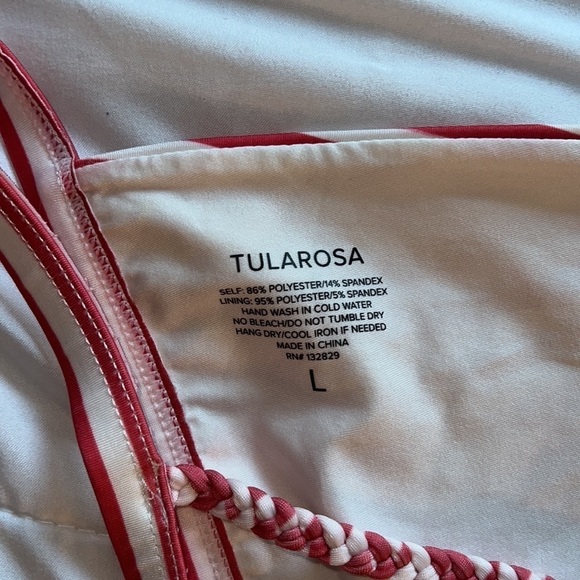 TULAROSA
SELF: 86% POLYESTER/14% SPANDEX
LINING: 95% POLYESTER/5% SPANDEX
HAND WASH IN COLD WATER
NO BLEACH/DO NOT TUMBLE DRY
HANG DRY/COOL IRON IF NEEDED
MADE IN CHINA
RN# 132829
L